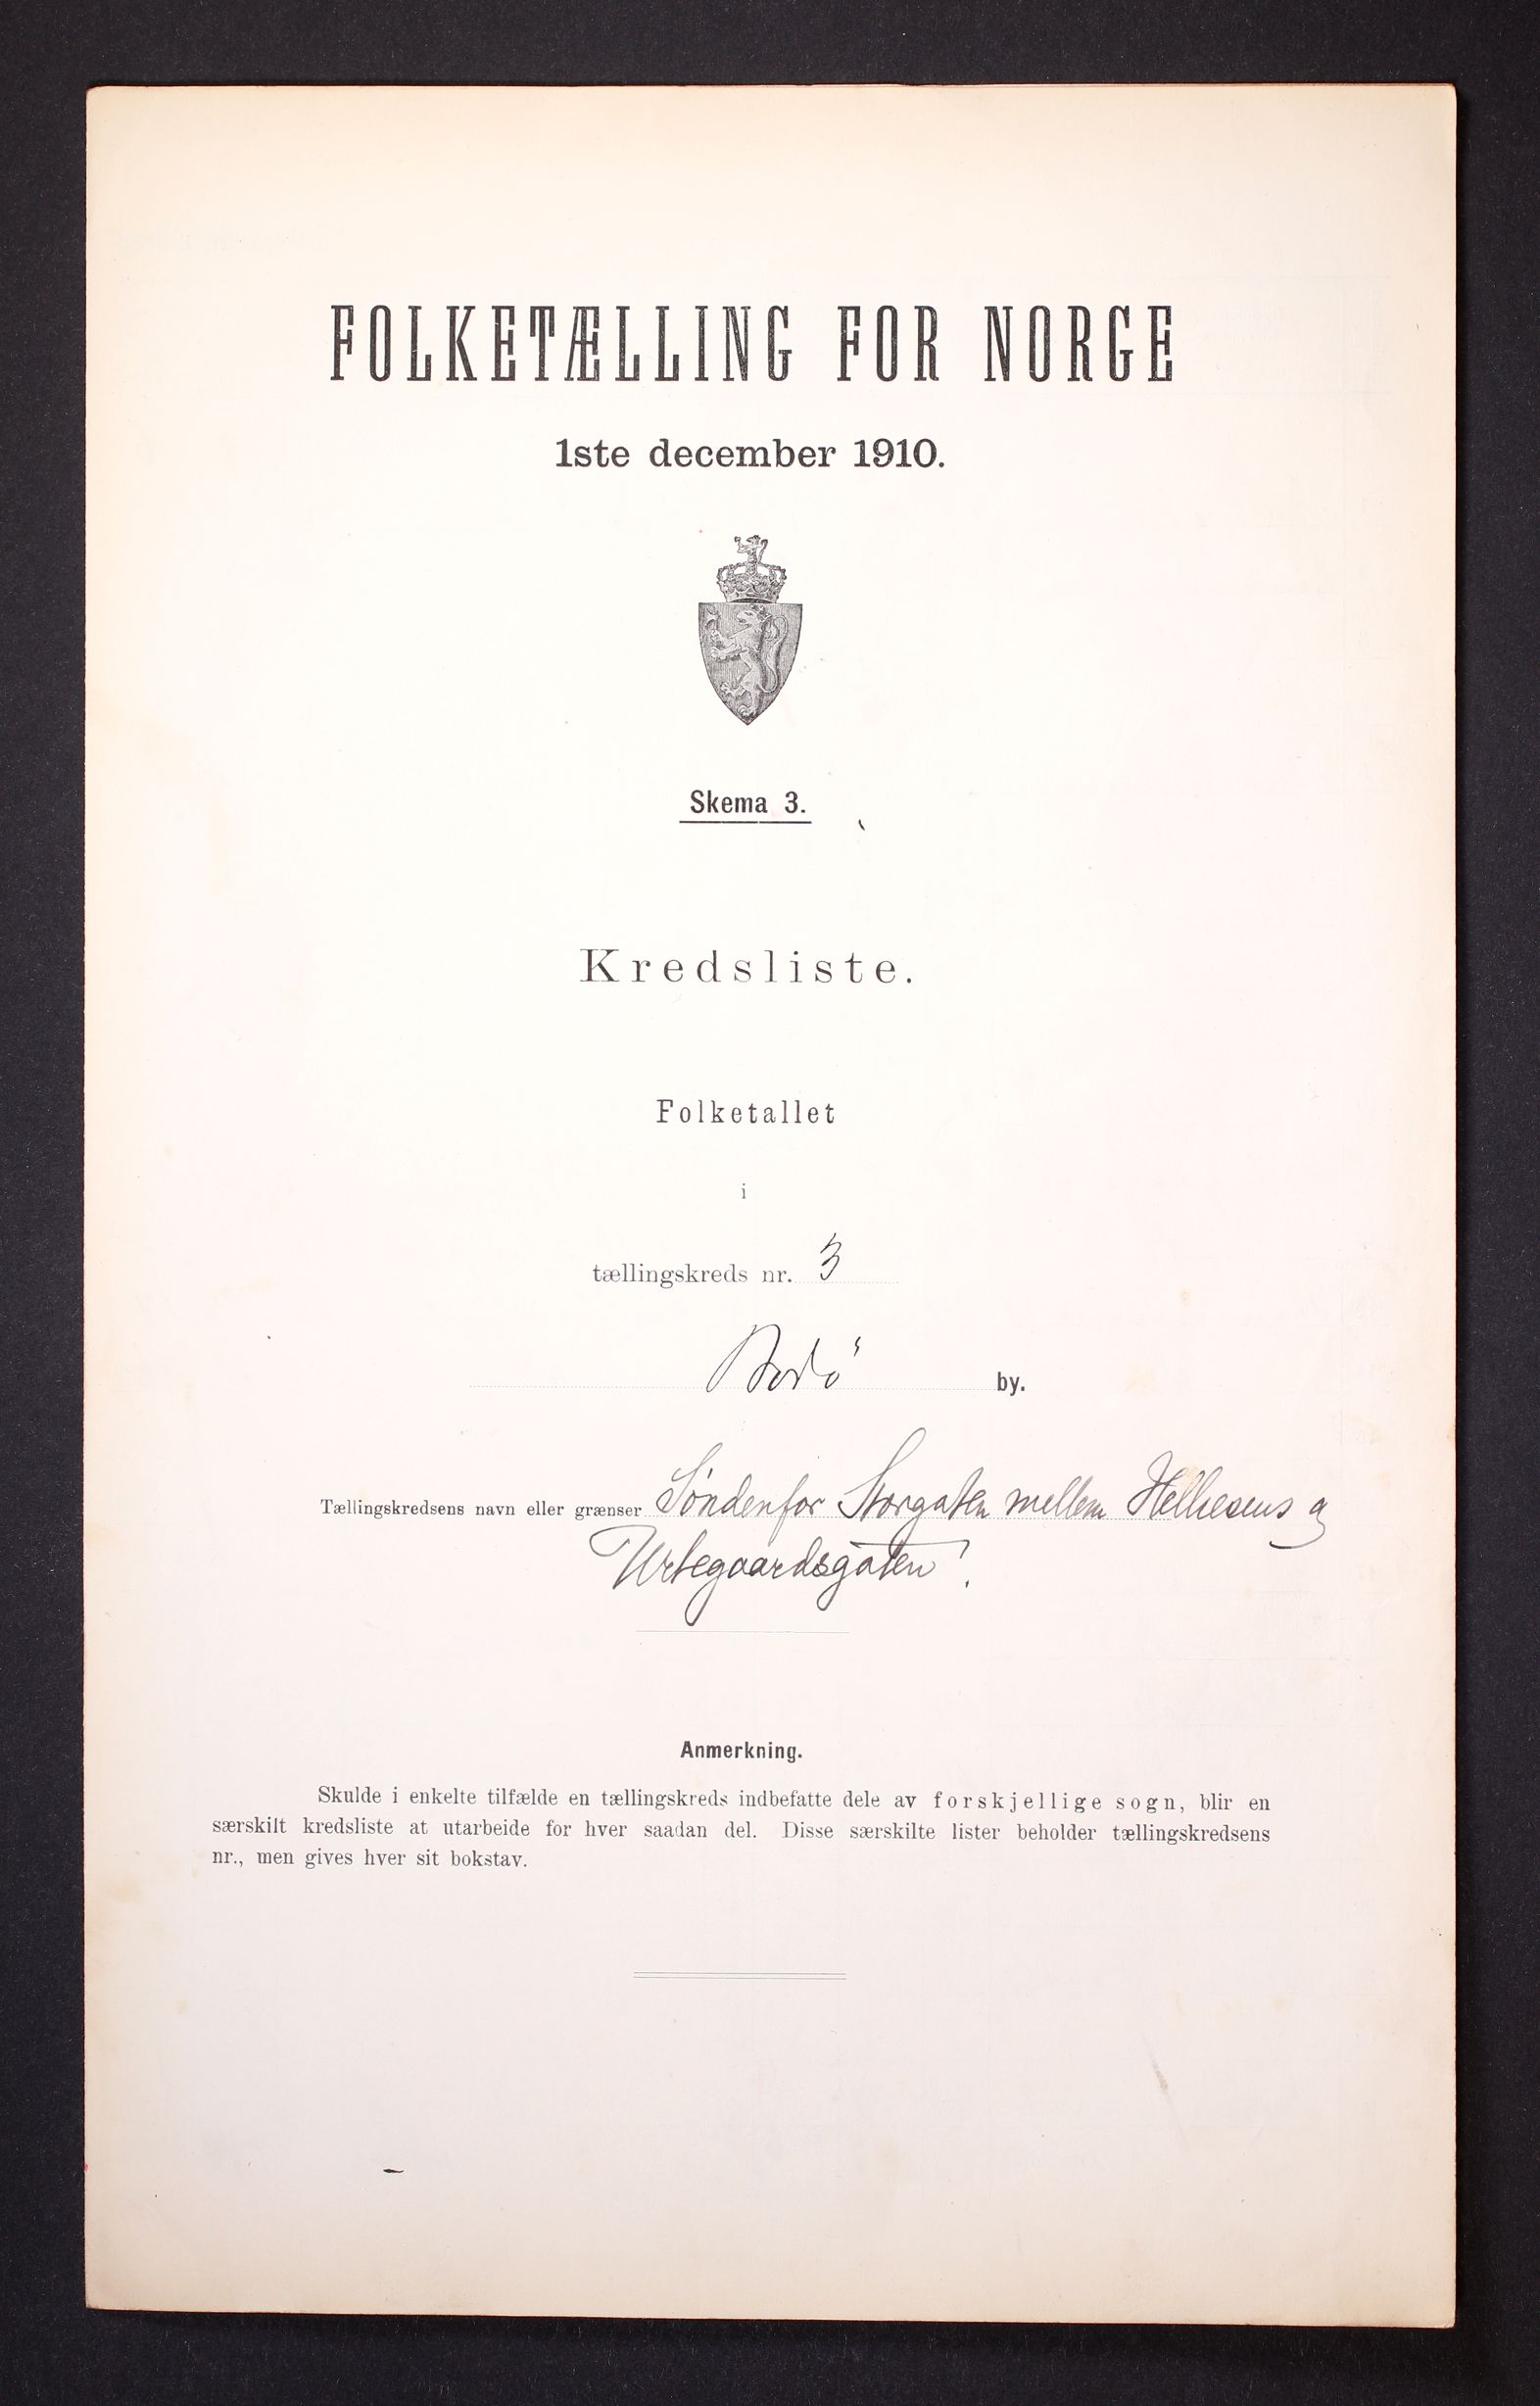 FOLKETÆLLING FOR NORGE
1ste december 1910.
Skema 3.
Kredsliste.
Folketallet
i
tællingskreds nr. 3
Bodö by.
Tællingskredsens navn eller grænser Søndenfor Storgaten mellem Helliesens og
Urtegaardsgaten.
Anmerkning.
Skulde i enkelte tilfælde en tællingskreds indbefatte dele av forskjellige sogn, blir en
særskilt kredsliste at utarbeide for hver saadan del. Disse særskilte lister beholder tællingskredsens
nr., men gives hver sit bokstav.